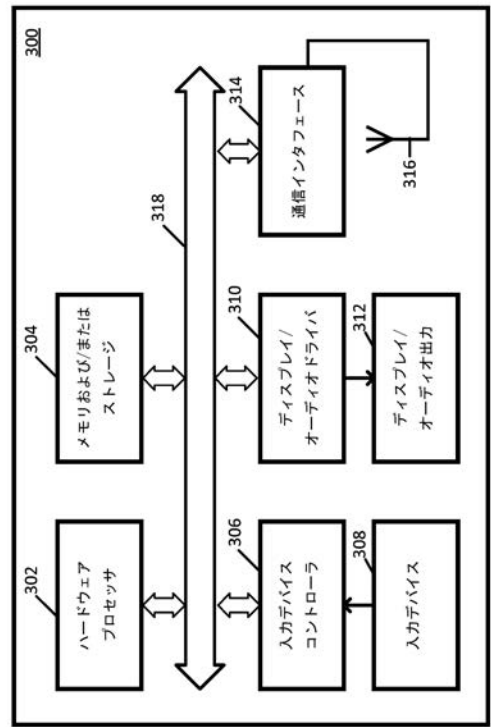 300
302
ハードウェア
プロセッサ
304
メモリおよび/または
ストレージ
318
306
入力デバイス
コントローラ
310
ディスプレイ/
オーディオドライバ
314
通信インタフェース
308
入力デバイス
312
ディスプレイ/
オーディオ出力
316